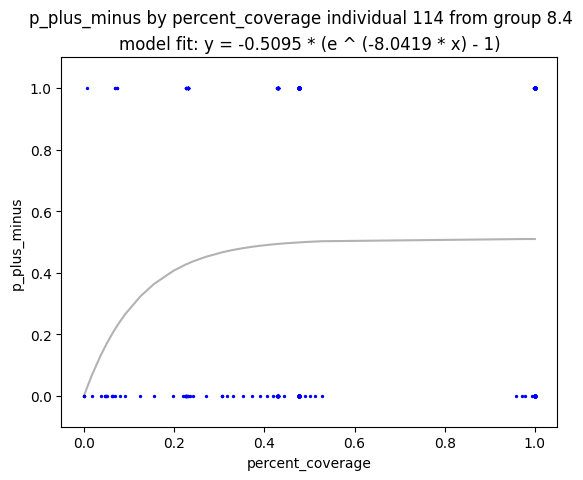 p_plus_minus by percent_coverage individual 114 from group 8.4
model fit: y = -0.5095 * (e ^ (-8.0419 * x) - 1)
1.0
0.8
0.6
0.4
0.2
0.0
p_plus_minus
0.0 0.2 0.4 0.6 0.8 1.0
percent_coverage